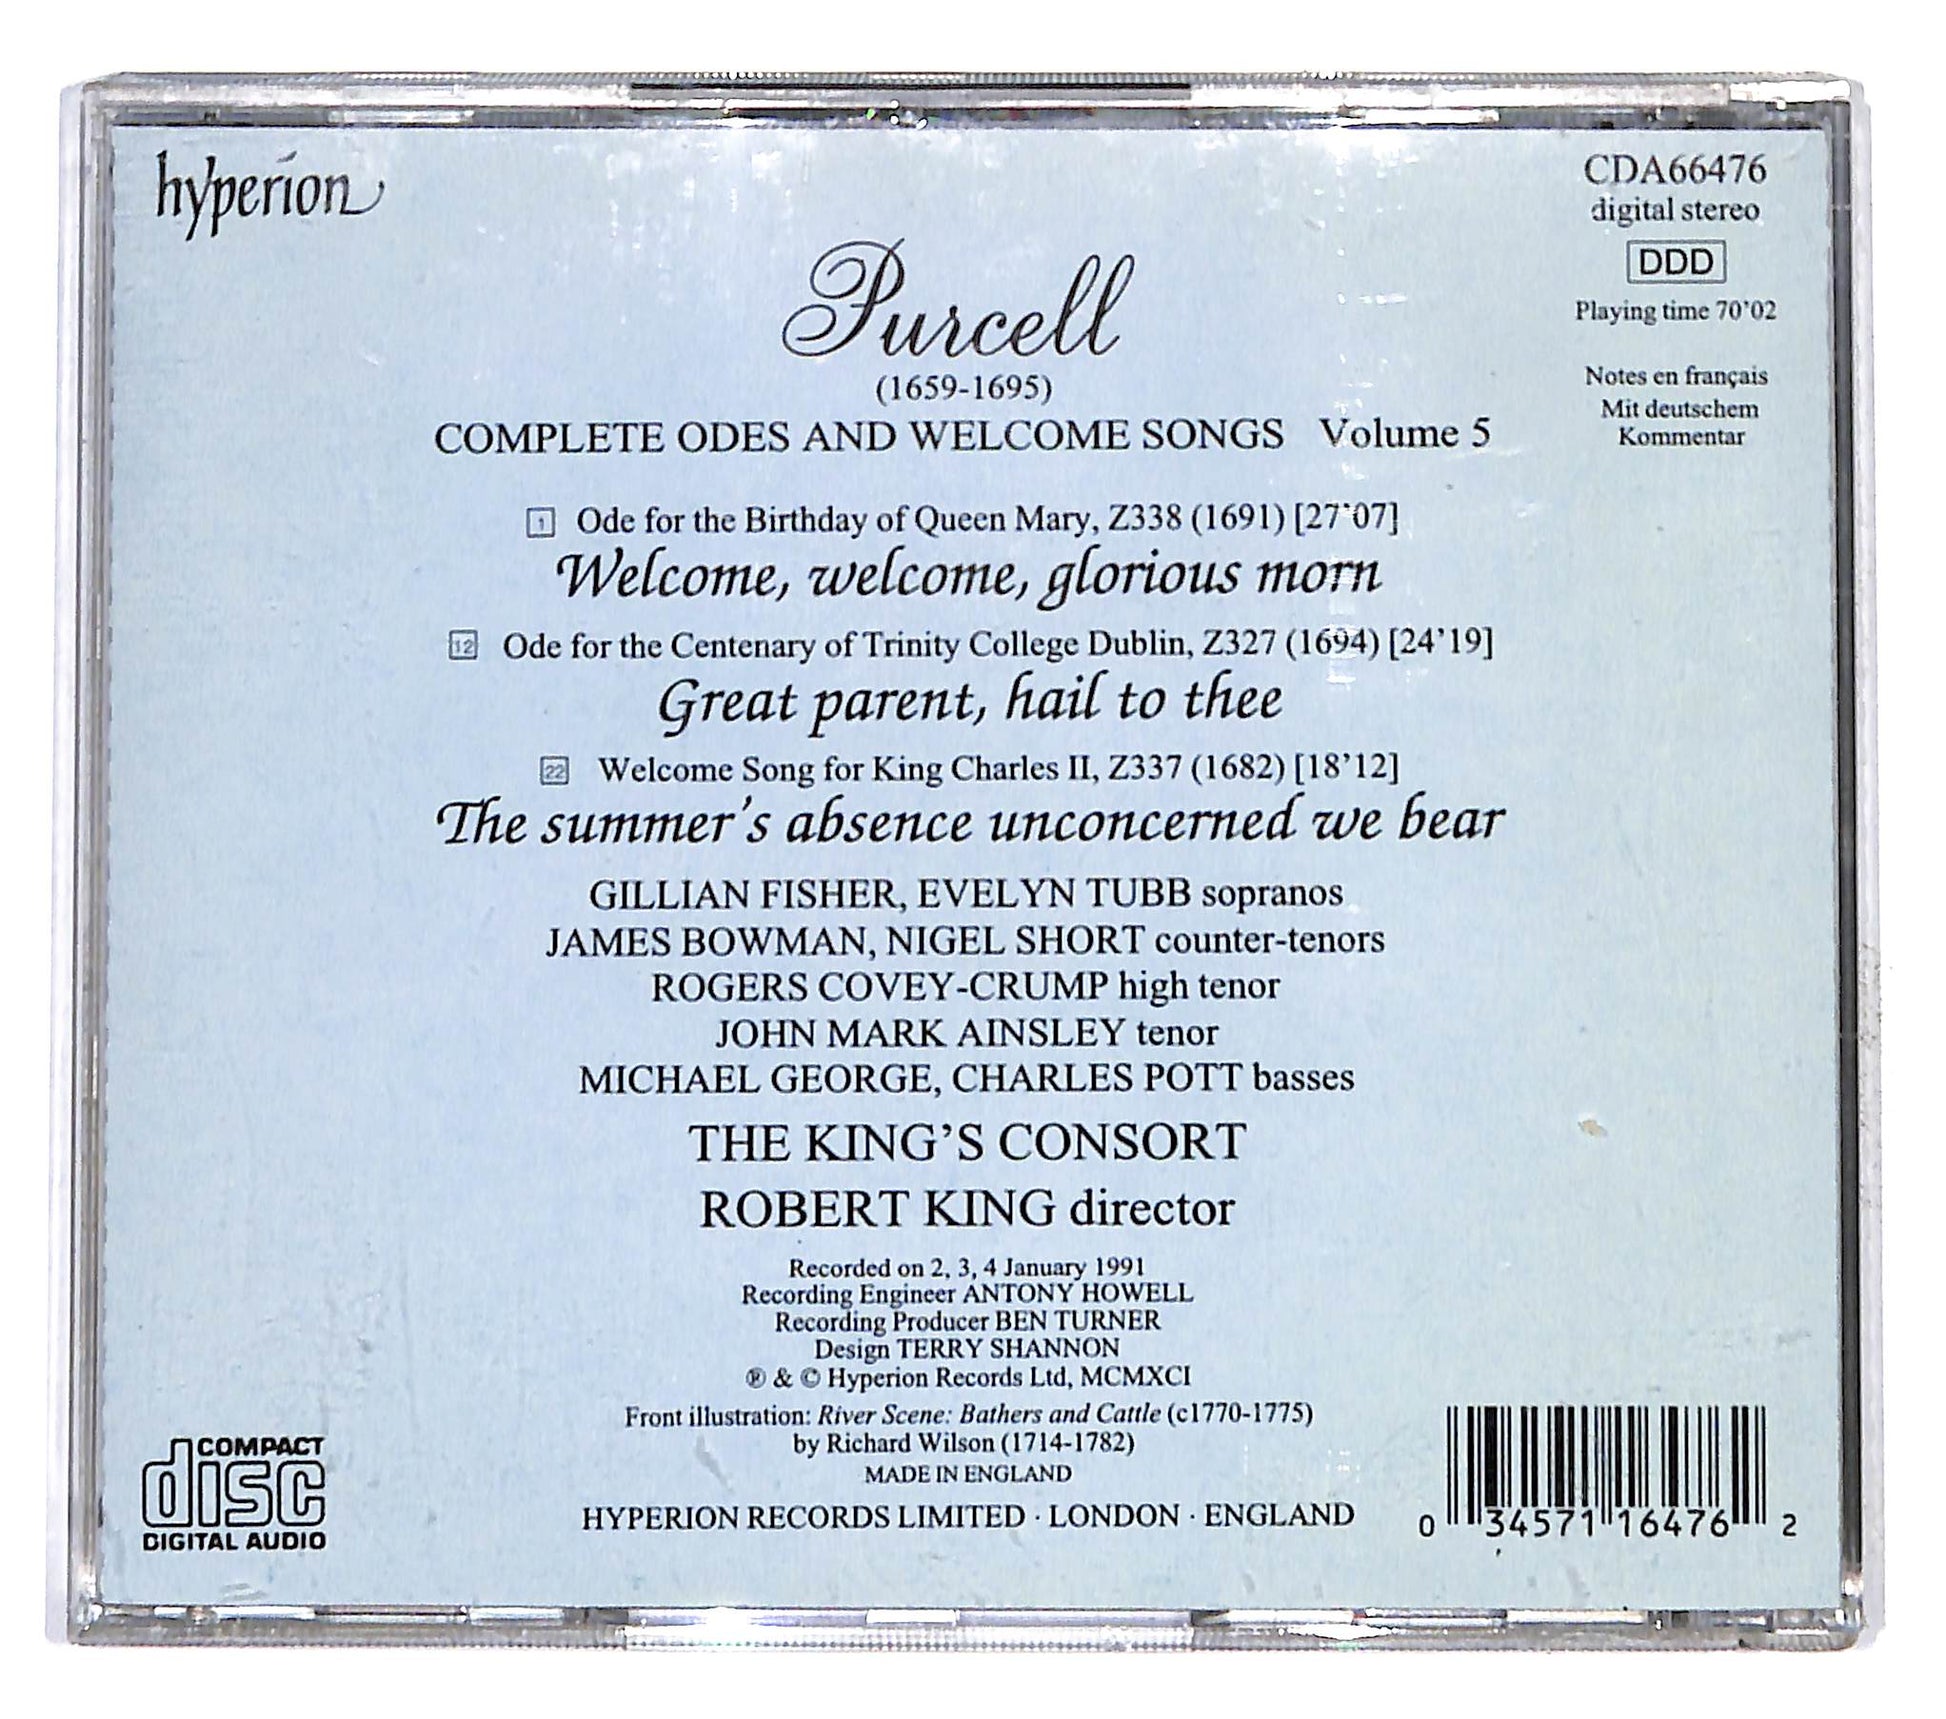 hyperion
CDA66476
digital stereo
DDD
Playing time 70'02
Notes en français
Mit deutschem
Kommentar
Purcell
(1659-1695)
COMPLETE ODES AND WELCOME SONGS Volume 5
1 Ode for the Birthday of Queen Mary, Z338 (1691) [27'07]
Welcome, welcome, glorious morn
12 Ode for the Centenary of Trinity College Dublin, Z327 (1694) [24'19]
Great parent, hail to thee
22 Welcome Song for King Charles II, Z337 (1682) [18'12]
The summer's absence unconcerned we bear
GILLIAN FISHER, EVELYN TUBB sopranos
JAMES BOWMAN, NIGEL SHORT counter-tenors
ROGERS COVEY-CRUMP high tenor
JOHN MARK AINSLEY tenor
MICHAEL GEORGE, CHARLES POTT basses
THE KING'S CONSORT
ROBERT KING director
Recorded on 2, 3, 4 January 1991
Recording Engineer ANTONY HOWELL
Recording Producer BEN TURNER
Design TERRY SHANNON
℗ & © Hyperion Records Ltd, MCMXCI
Front illustration: River Scene: Bathers and Cattle (c1770-1775)
by Richard Wilson (1714-1782)
MADE IN ENGLAND
HYPERION RECORDS LIMITED · LONDON · ENGLAND
COMPACT
disc
DIGITAL AUDIO
0 34571 16476 2